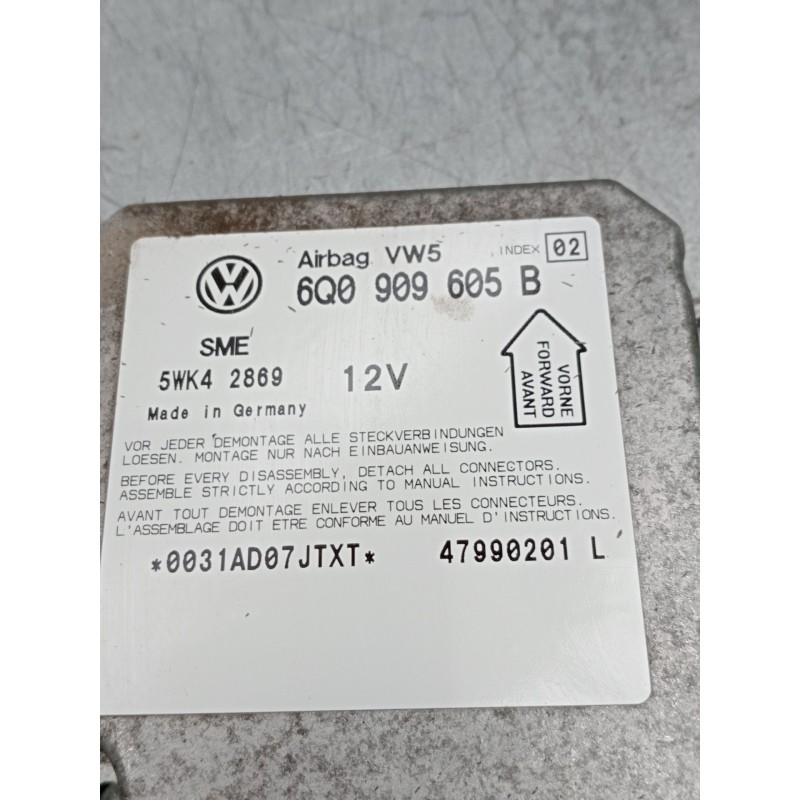 Airbag VW5 INDEX 02
6Q0 909 605 B
SME
5WK4 2869 12V
Made in Germany
VORNE
FORWARD
AVANT
VOR JEDER DEMONTAGE ALLE STECKVERBINDUNGEN
LOESEN. MONTAGE NUR NACH EINBAUANWEISUNG.
BEFORE EVERY DISASSEMBLY, DETACH ALL CONNECTORS.
ASSEMBLE STRICTLY ACCORDING TO MANUAL INSTRUCTIONS.
AVANT TOUT DEMONTAGE ENLEVER TOUS LES CONNECTEURS.
L'ASSEMBLAGE DOIT ETRE CONFORME AU MANUEL D'INSTRUCTIONS.
*0031AD07JTXT* 47990201 L